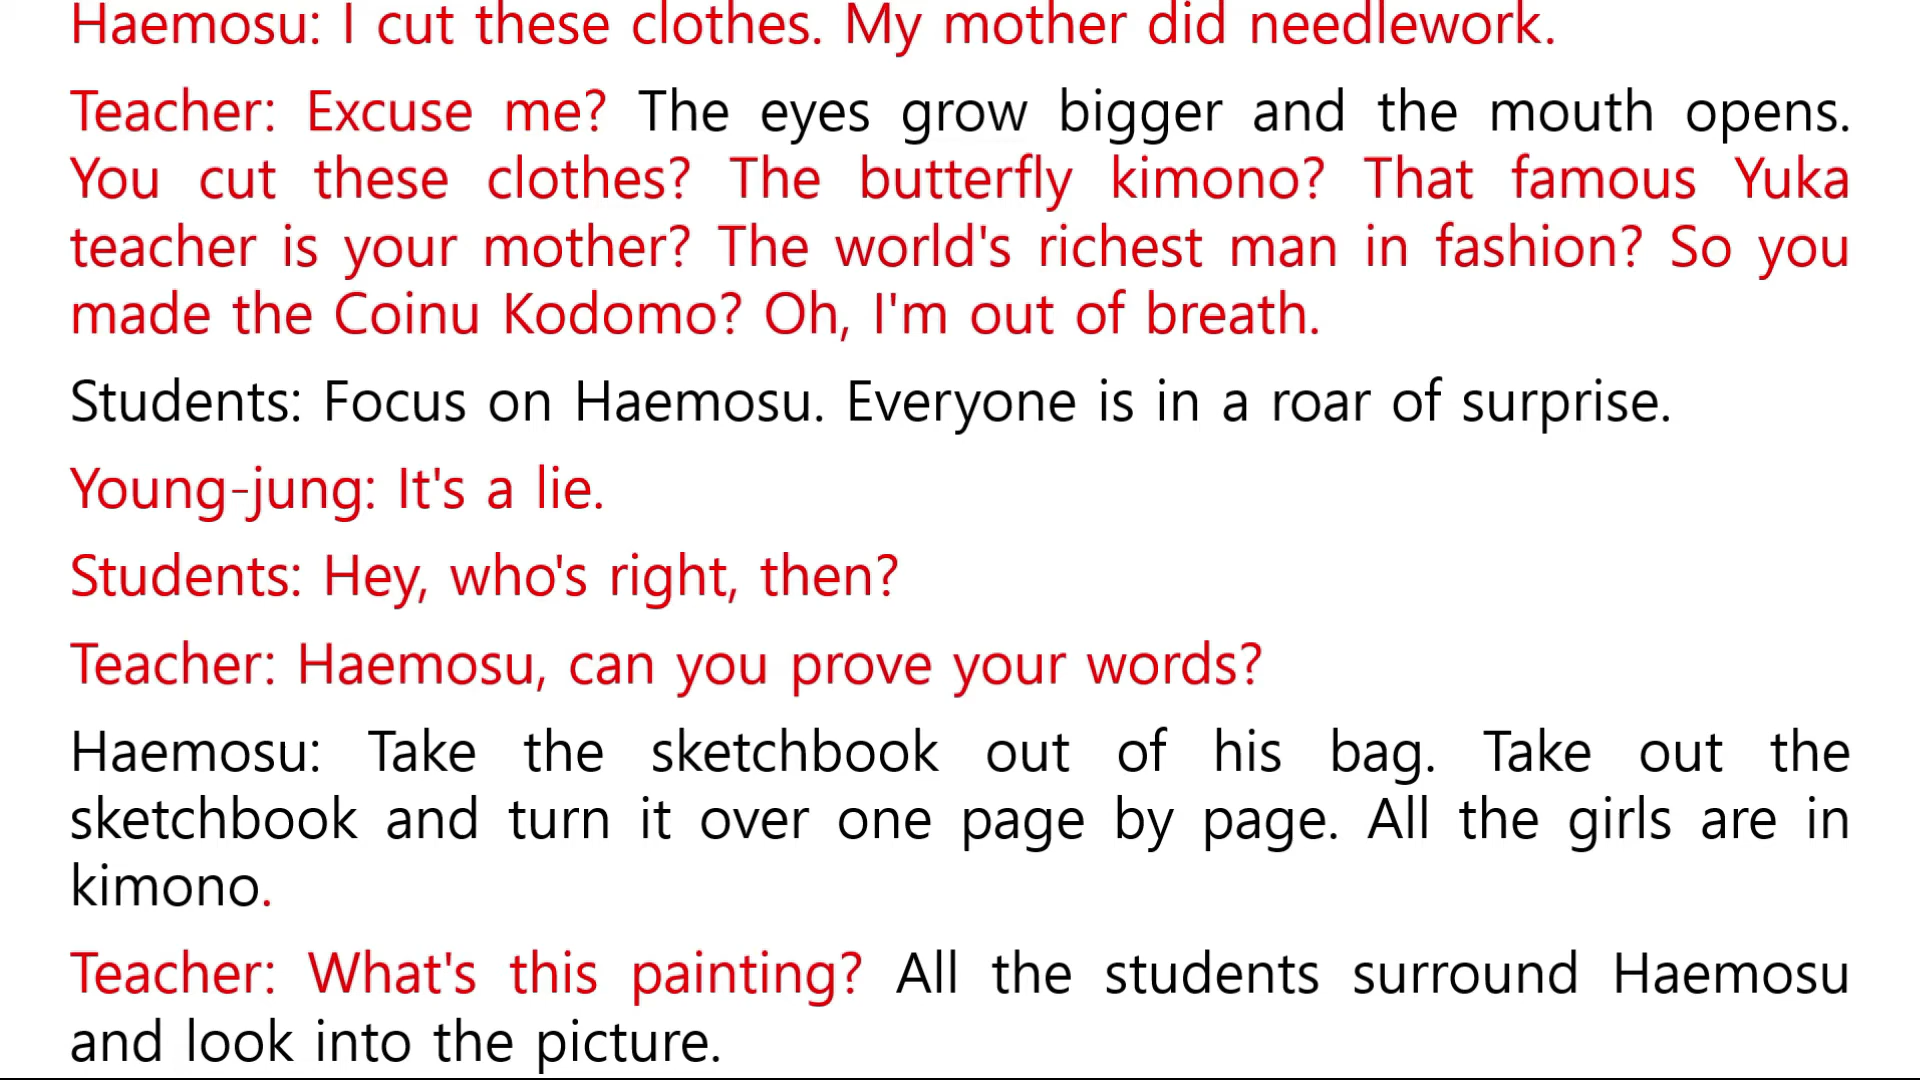 Haemosu: I cut these clothes. My mother did needlework.
Teacher: Excuse me? The eyes grow bigger and the mouth opens.
You cut these clothes? The butterfly kimono? That famous Yuka
teacher is your mother? The world's richest man in fashion? So you
made the Coinu Kodomo? Oh, I'm out of breath.
Students: Focus on Haemosu. Everyone is in a roar of surprise.
Young-jung: It's a lie.
Students: Hey, who's right, then?
Teacher: Haemosu, can you prove your words?
Haemosu: Take the sketchbook out of his bag. Take out the
sketchbook and turn it over one page by page. All the girls are in
kimono.
Teacher: What's this painting? All the students surround Haemosu
and look into the picture.